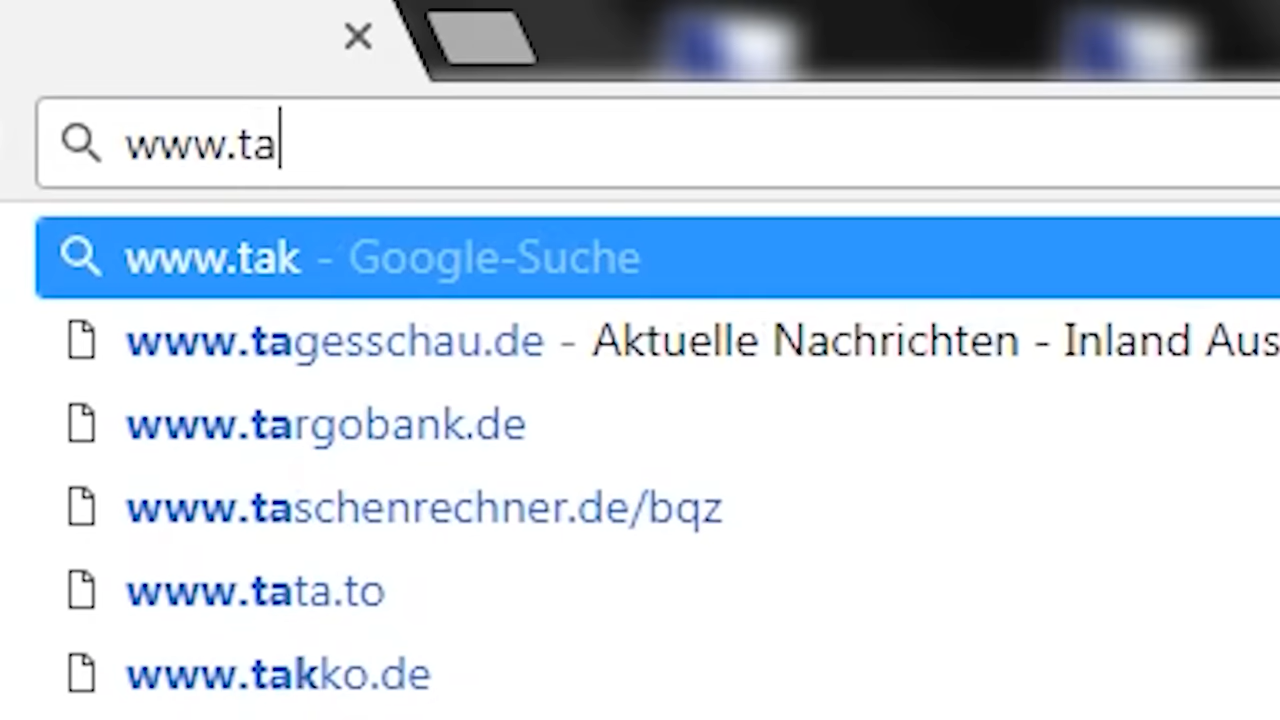 www.ta
www.tak - Google-Suche
www.tagesschau.de - Aktuelle Nachrichten - Inland Aus
www.targobank.de
www.taschenrechner.de/bqz
www.tata.to
www.takko.de